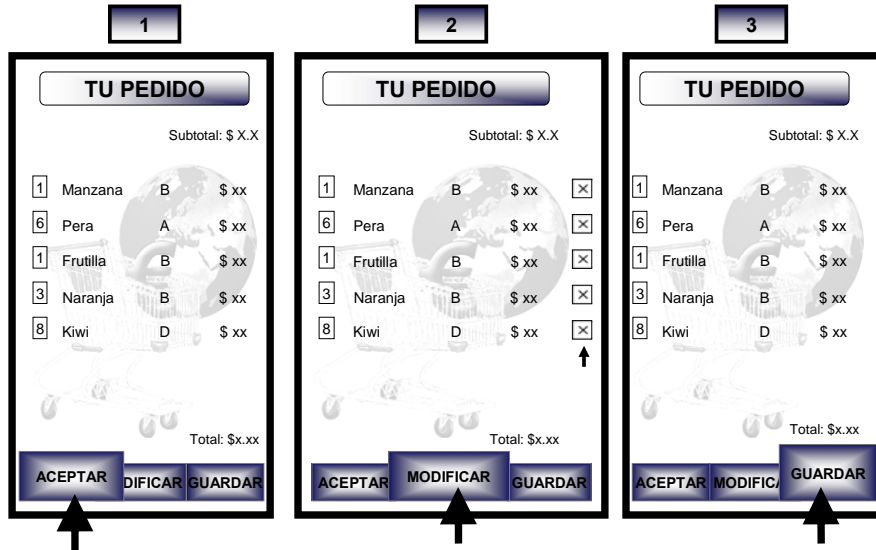 1
TU PEDIDO
Subtotal: $ X.X
1 Manzana B $ xx
6 Pera A $ xx
1 Frutilla B $ xx
3 Naranja B $ xx
8 Kiwi D $ xx
Total: $x.xx
ACEPTAR DIFICAR GUARDAR
2
TU PEDIDO
Subtotal: $ X.X
1 Manzana B $ xx
6 Pera A $ xx
1 Frutilla B $ xx
3 Naranja B $ xx
8 Kiwi D $ xx
Total: $x.xx
ACEPTAR MODIFICAR GUARDAR
3
TU PEDIDO
Subtotal: $ X.X
1 Manzana B $ xx
6 Pera A $ xx
1 Frutilla B $ xx
3 Naranja B $ xx
8 Kiwi D $ xx
Total: $x.xx
ACEPTAR MODIFICA GUARDAR